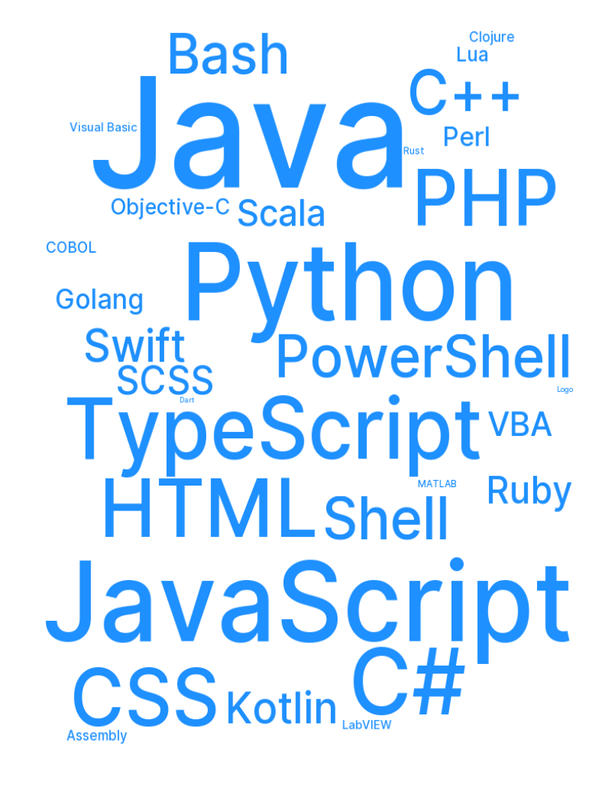 Clojure
Bash
Lua
C++
Java
Visual Basic
Perl
Rust
PHP
Objective-C
Scala
COBOL
Python
Golang
Swift
PowerShell
SCSS
Logo
Dart
TypeScript
VBA
HTML
MATLAB
Ruby
Shell
JavaScript
C#
CSS
Kotlin
LabVIEW
Assembly